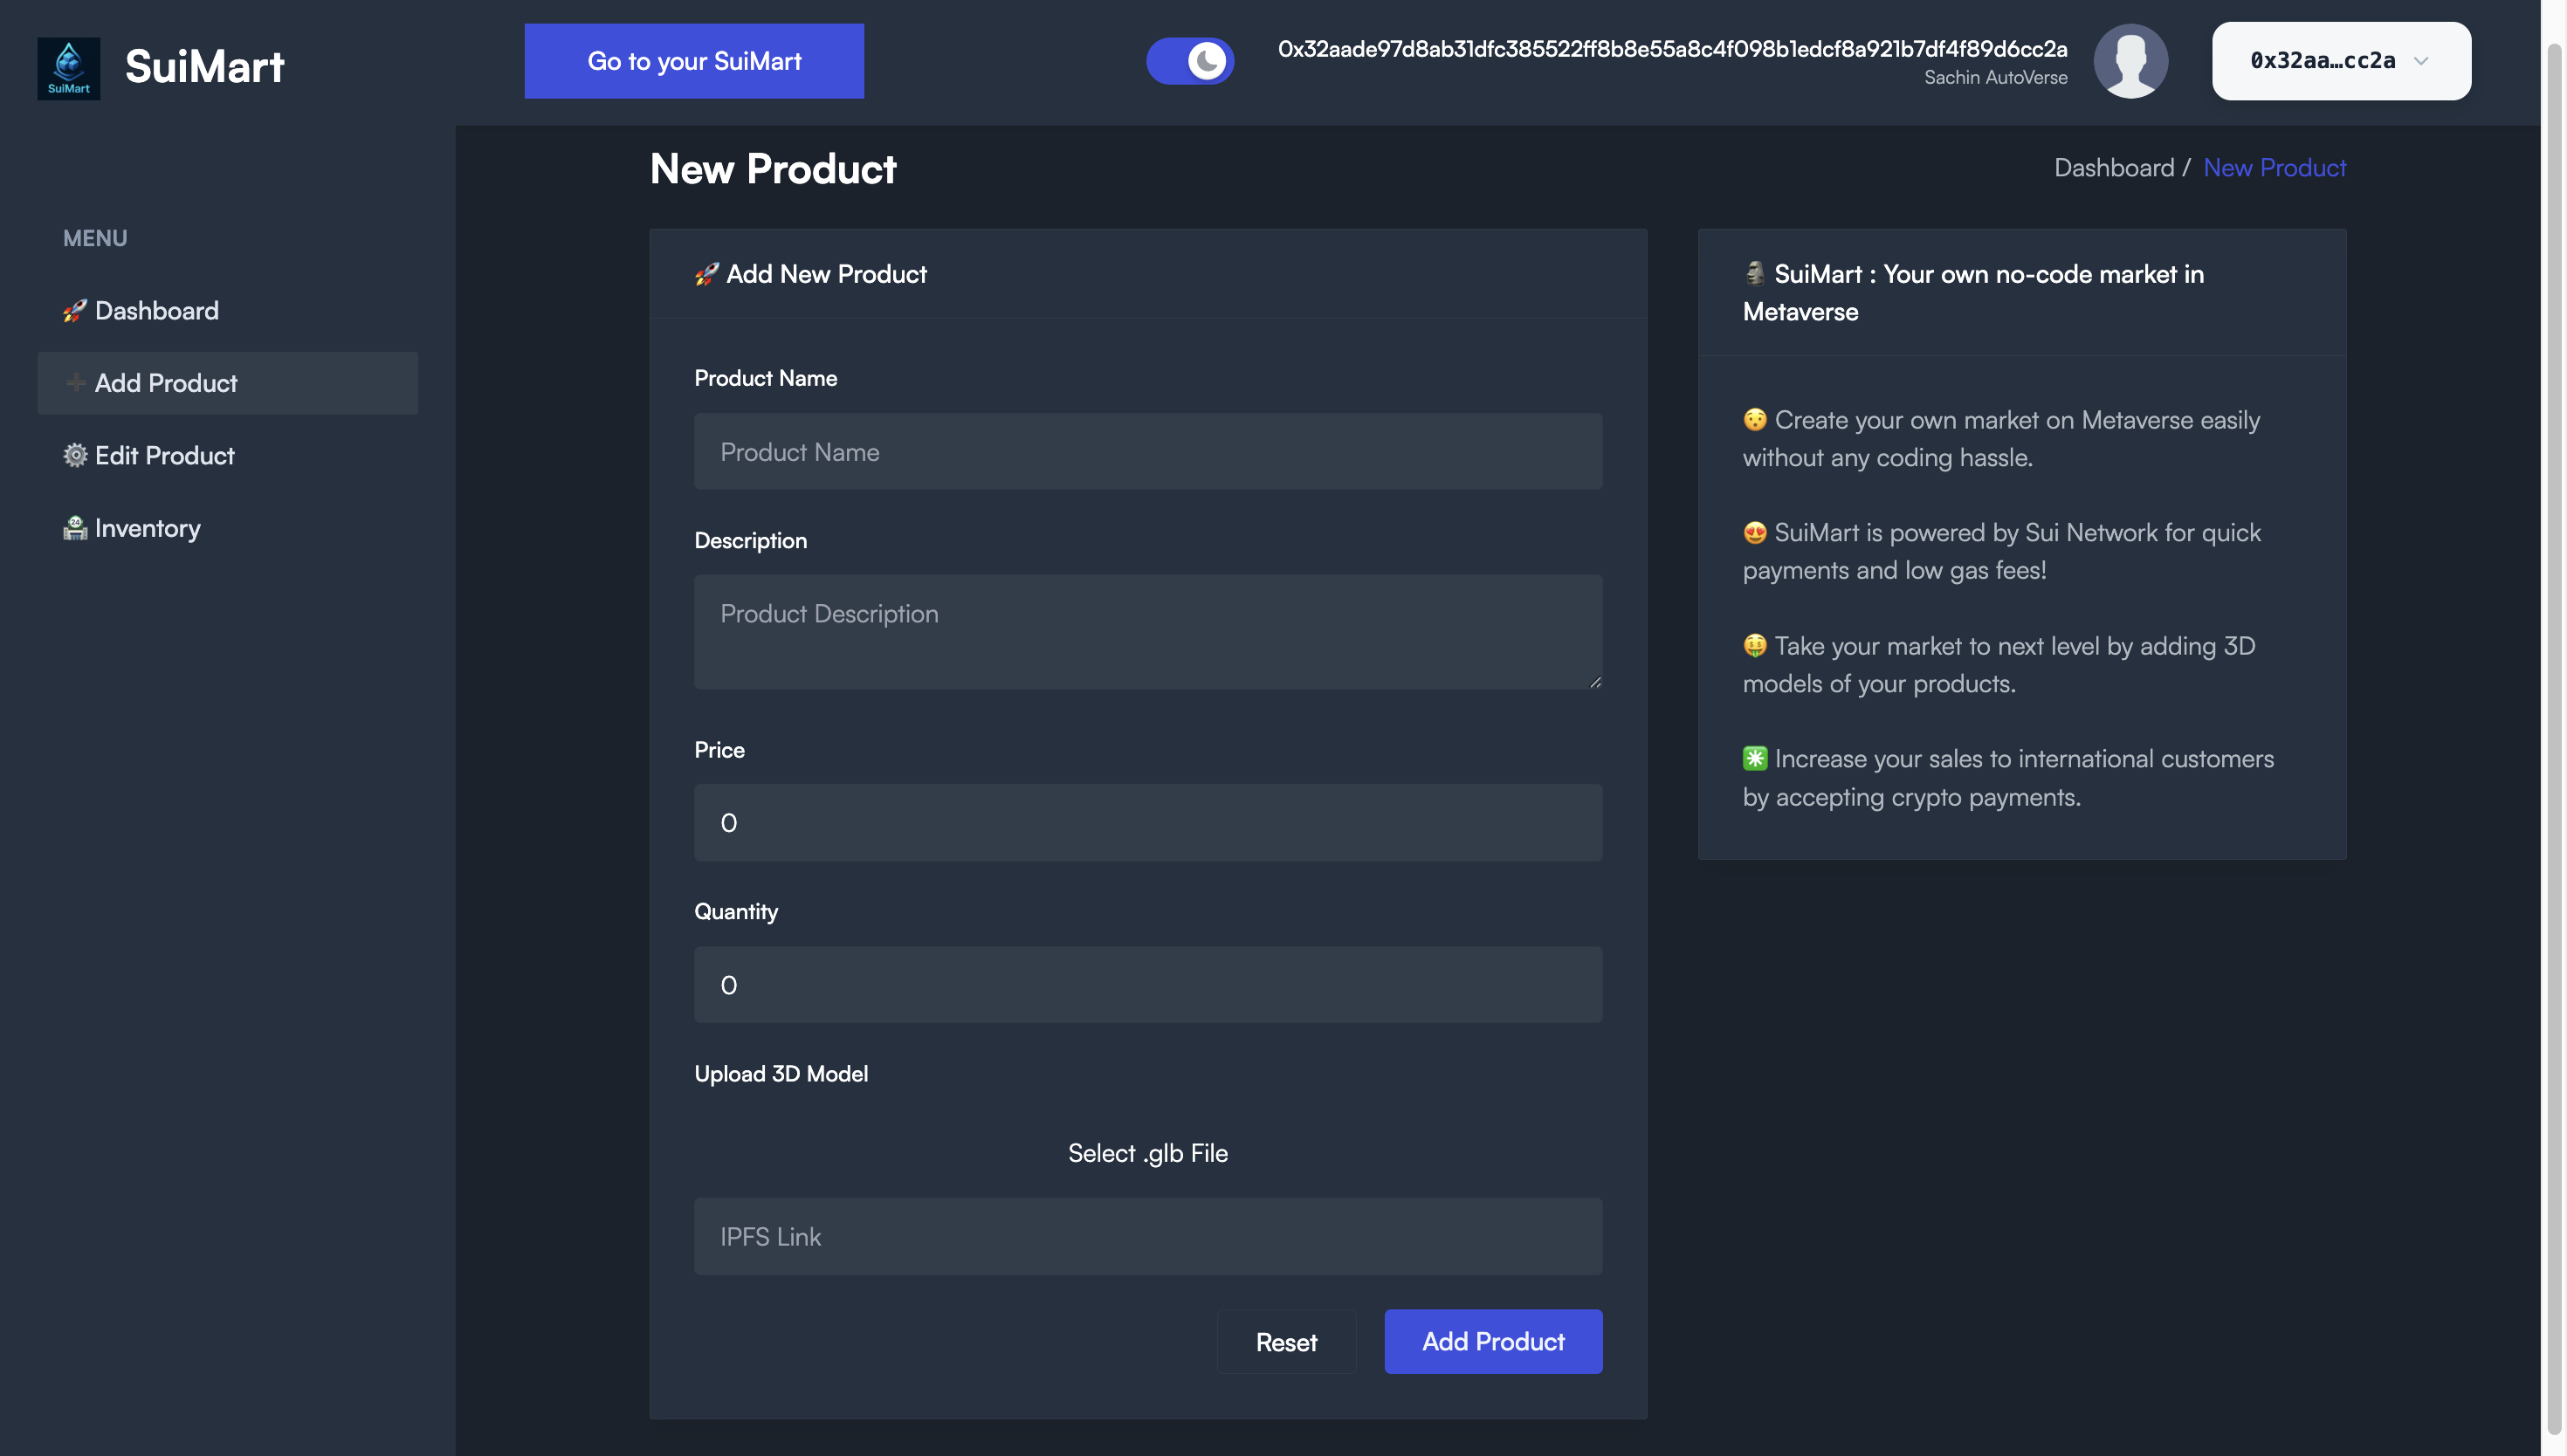 SuiMart
SuiMart
Go to your SuiMart
0x32aade97d8ab31dfc385522ff8b8e55a8c4f098b1edcf8a921b7df4f89d6cc2a
Sachin AutoVerse
0x32aa…cc2a
MENU
🚀 Dashboard
➕ Add Product
⚙️ Edit Product
🏪 Inventory
New Product
Dashboard / New Product
🚀 Add New Product
Product Name
Product Name
Description
Product Description
Price
0
Quantity
0
Upload 3D Model
Select .glb File
IPFS Link
Reset
Add Product
🗿 SuiMart : Your own no-code market in
Metaverse
😯 Create your own market on Metaverse easily
without any coding hassle.
😍 SuiMart is powered by Sui Network for quick
payments and low gas fees!
🤑 Take your market to next level by adding 3D
models of your products.
✳️ Increase your sales to international customers
by accepting crypto payments.